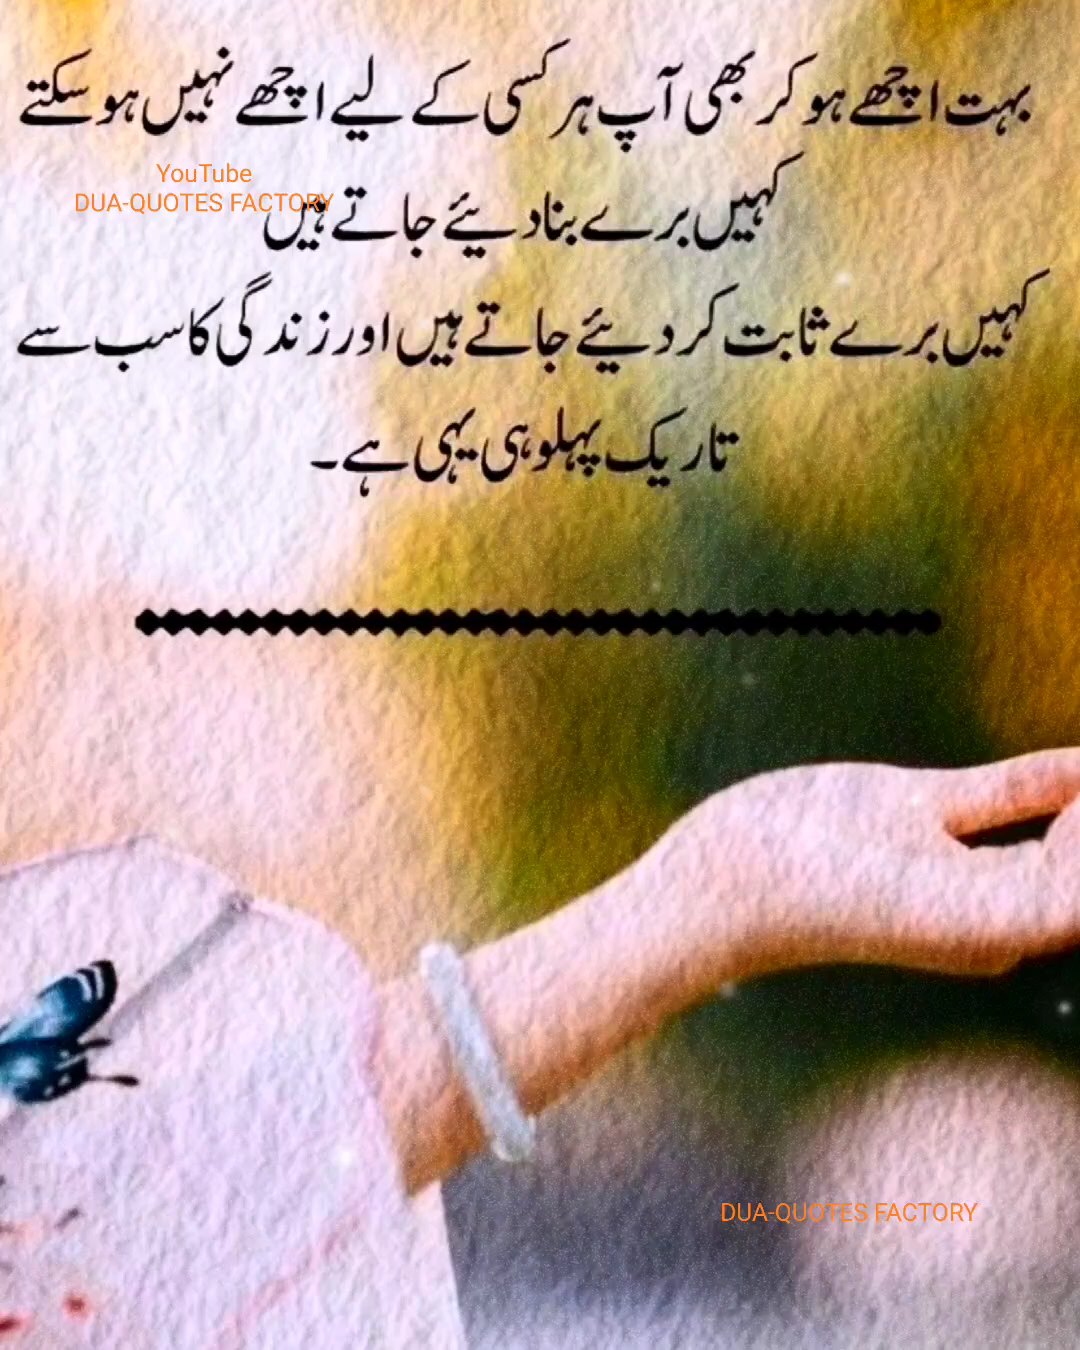 بہت اچھے ہو کر بھی آپ ہر کسی کے لیے اچھے نہیں ہو سکتے
YouTube
DUA-QUOTES FACTORY
کہیں برے بنا دیئے جاتے ہیں
کہیں برے ثابت کر دیئے جاتے ہیں اور زندگی کا سب سے
تاریک پہلو ہی یہی ہے۔
DUA-QUOTES FACTORY